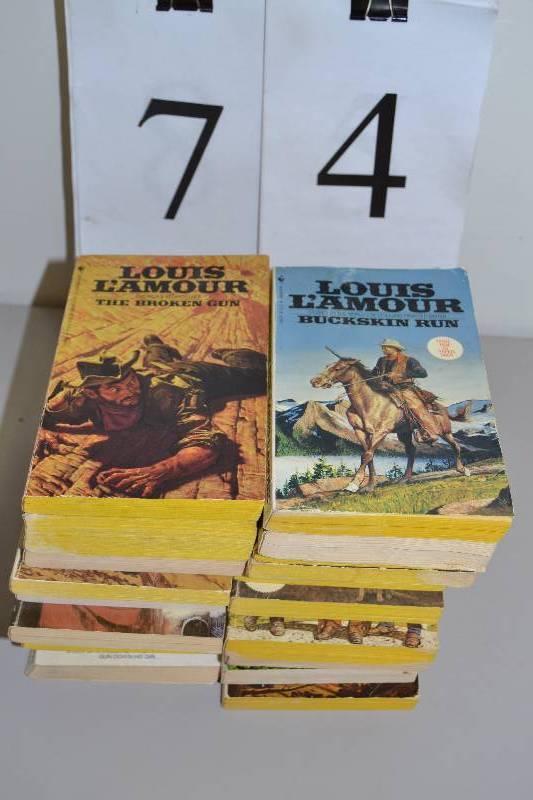 7 4
LOUIS
L'AMOUR
THE BROKEN GUN
LOUIS
L'AMOUR
BUCKSKIN RUN